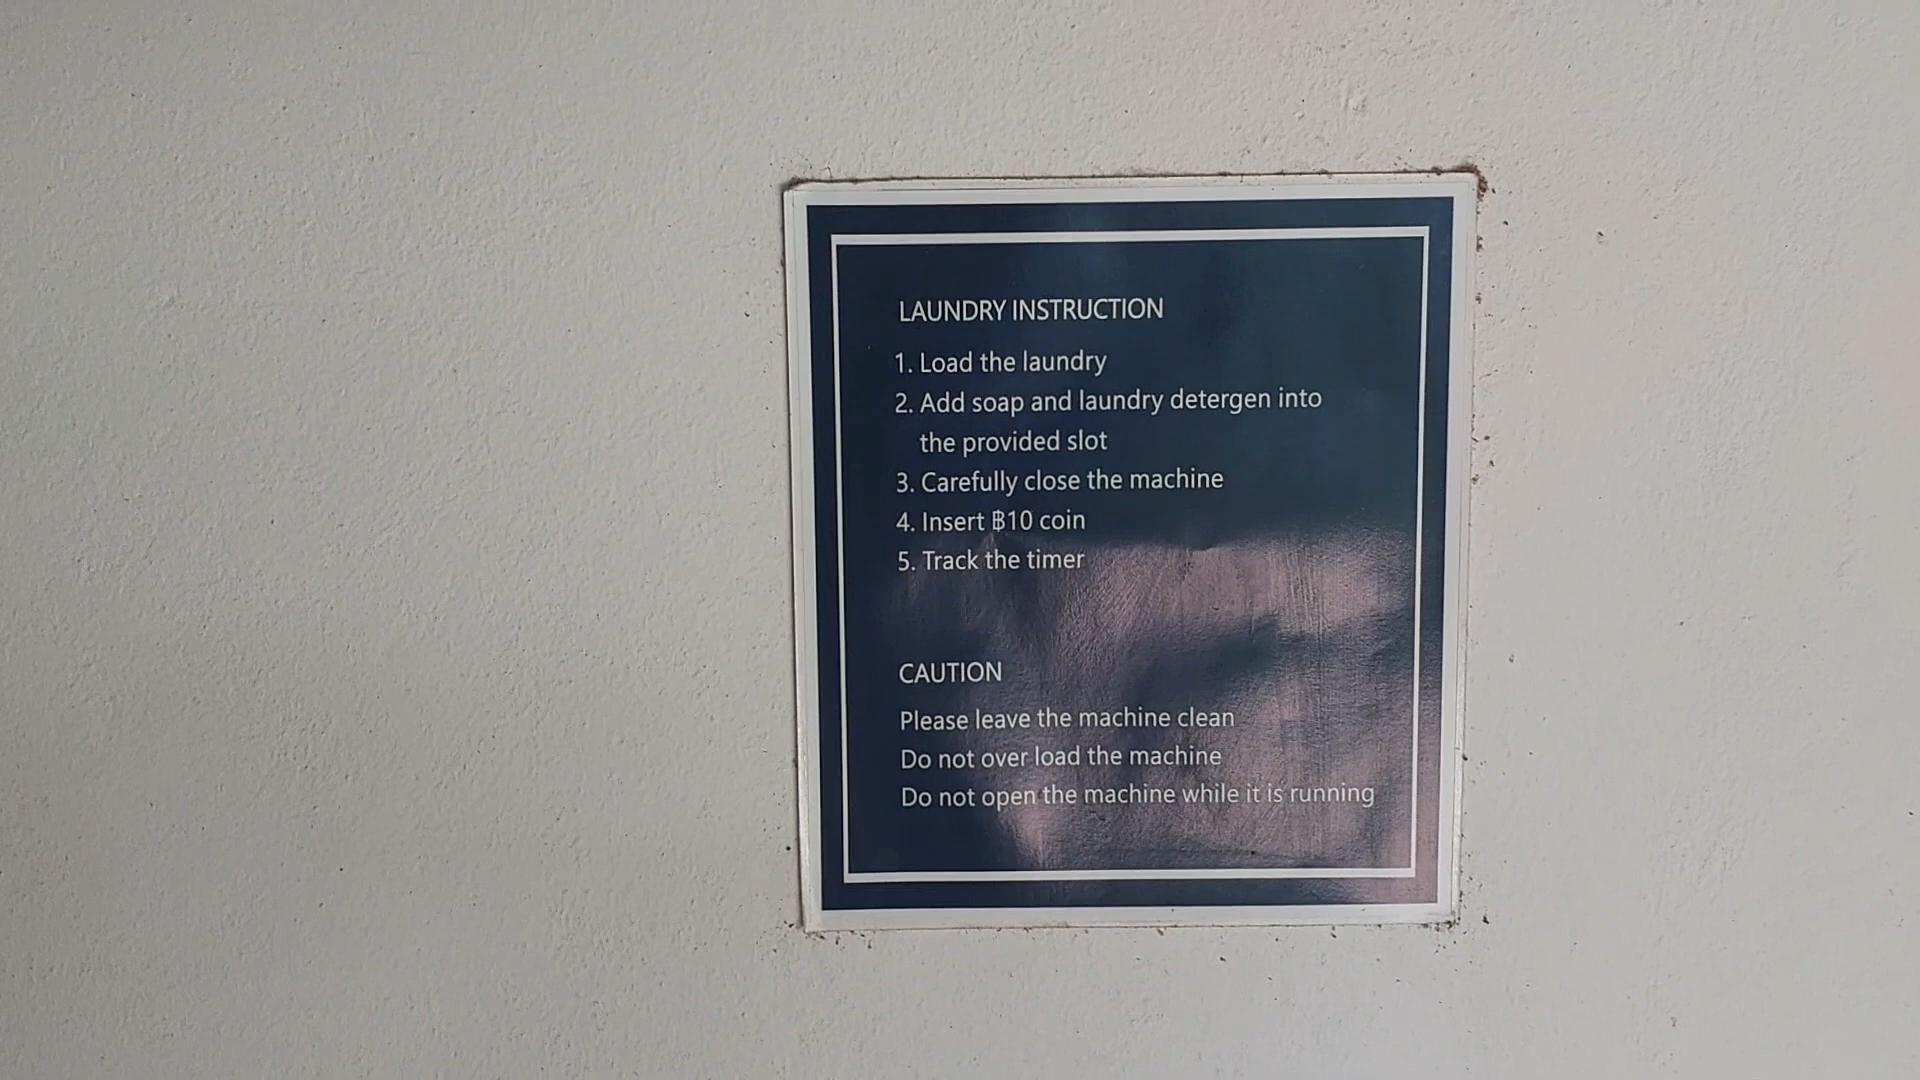 LAUNDRY INSTRUCTION
1. Load the laundry
2. Add soap and laundry detergen into
the provided slot
3. Carefully close the machine
4. Insert ฿10 coin
5. Track the timer
CAUTION
Please leave the machine clean
Do not over load the machine
Do not open the machine while it is running